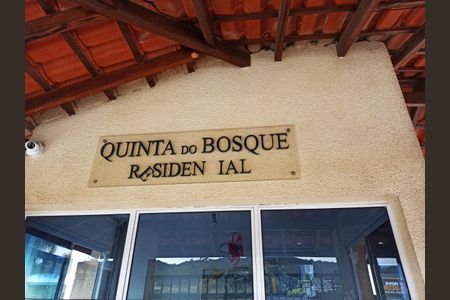 QUINTA DO BOSQUE
RESIDEN IAL